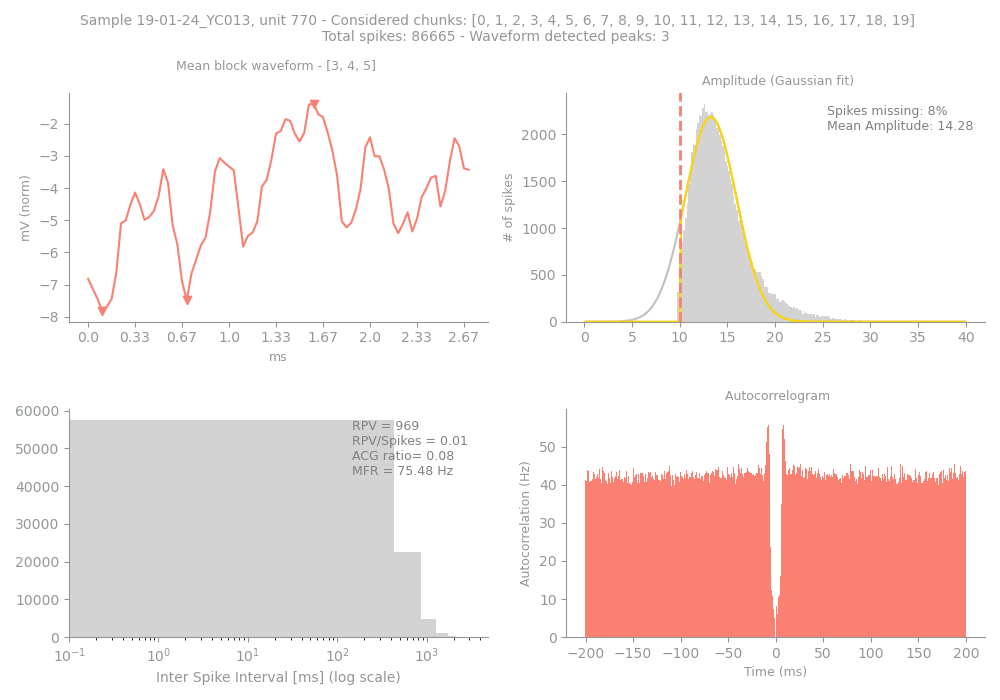 Sample 19-01-24_YC013, unit 770 - Considered chunks: [0, 1, 2, 3, 4, 5, 6, 7, 8, 9, 10, 11, 12, 13, 14, 15, 16, 17, 18, 19]
Total spikes: 86665 - Waveform detected peaks: 3
Mean block waveform - [3, 4, 5]
mV (norm)
−2
−3
−4
−5
−6
−7
−8
0.0 0.33 0.67 1.0 1.33 1.67 2.0 2.33 2.67
ms
Amplitude (Gaussian fit)
Spikes missing: 8%
Mean Amplitude: 14.28
# of spikes
2000
1500
1000
500
0
0 5 10 15 20 25 30 35 40
60000
50000
40000
30000
20000
10000
0
RPV = 969
RPV/Spikes = 0.01
ACG ratio= 0.08
MFR = 75.48 Hz
10−1 100 101 102 103
Inter Spike Interval [ms] (log scale)
Autocorrelogram
Autocorrelation (Hz)
50
40
30
20
10
0
−200 −150 −100 −50 0 50 100 150 200
Time (ms)